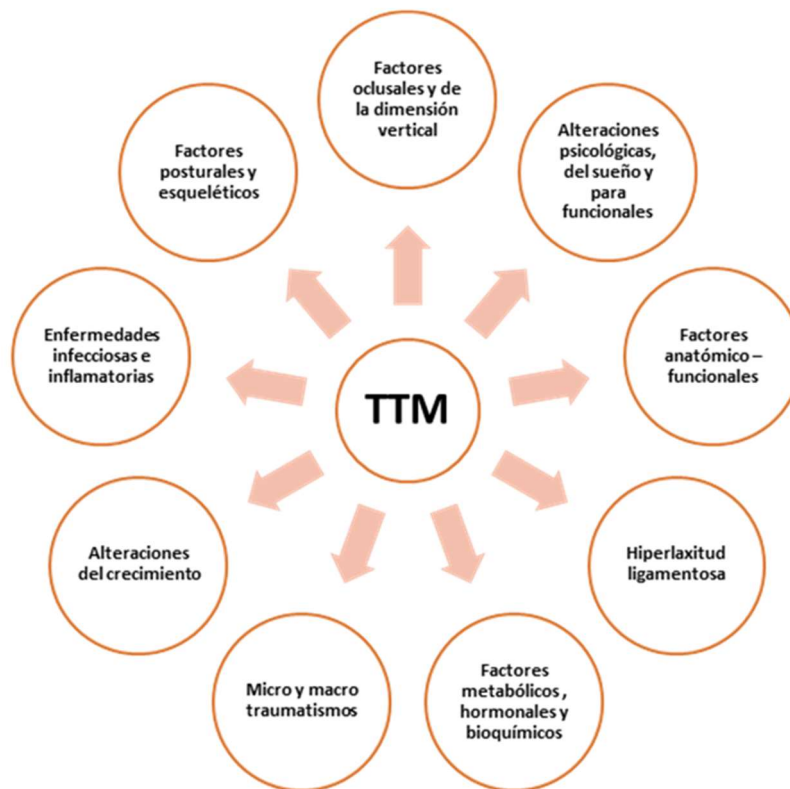 Factores
oclusales y de
la dimensión
vertical
Alteraciones
psicológicas,
del sueño y
para
funcionales
Factores
anatómico –
funcionales
Hiperlaxitud
ligamentosa
Factores
metabólicos ,
hormonales y
bioquímicos
Micro y macro
traumatismos
Alteraciones
del crecimiento
Enfermedades
infecciosas e
inflamatorias
Factores
posturales y
esqueléticos
TTM